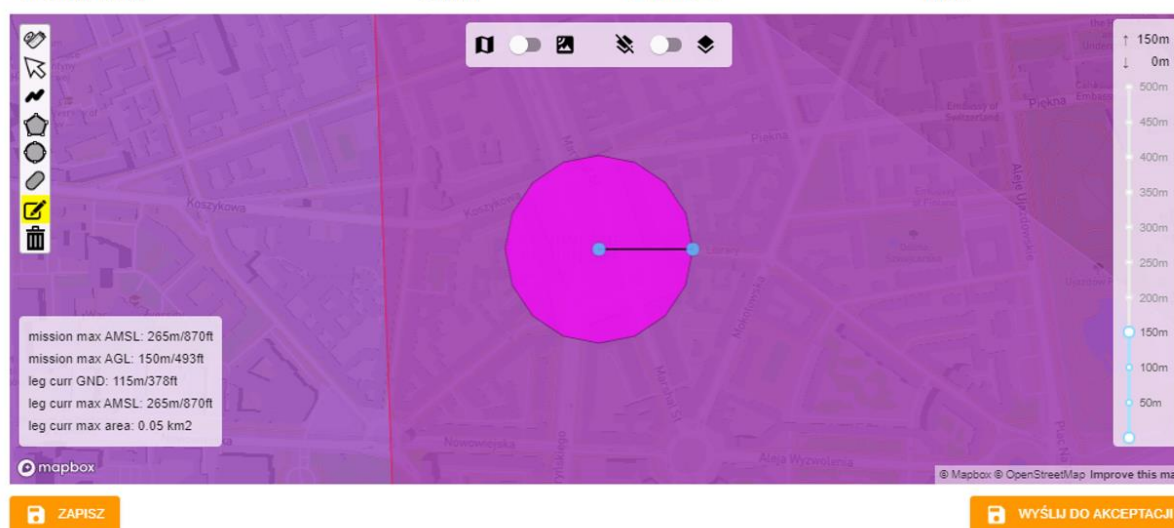 ↑ 150m
↓ 0m
500m
450m
400m
350m
300m
250m
200m
150m
100m
50m
Embassy of
Switzerland
Piękna
Piękna
Koszykowa
Aleje Ujazdowskie
Mokotowska
Nowowiejska
Aleja Wyzwolenia
mission max AMSL: 265m/870ft
mission max AGL: 150m/493ft
leg curr GND: 115m/378ft
leg curr max AMSL: 265m/870ft
leg curr max area: 0.05 km2
mapbox
© Mapbox © OpenStreetMap Improve this ma
ZAPISZ
WYŚLIJ DO AKCEPTACJI